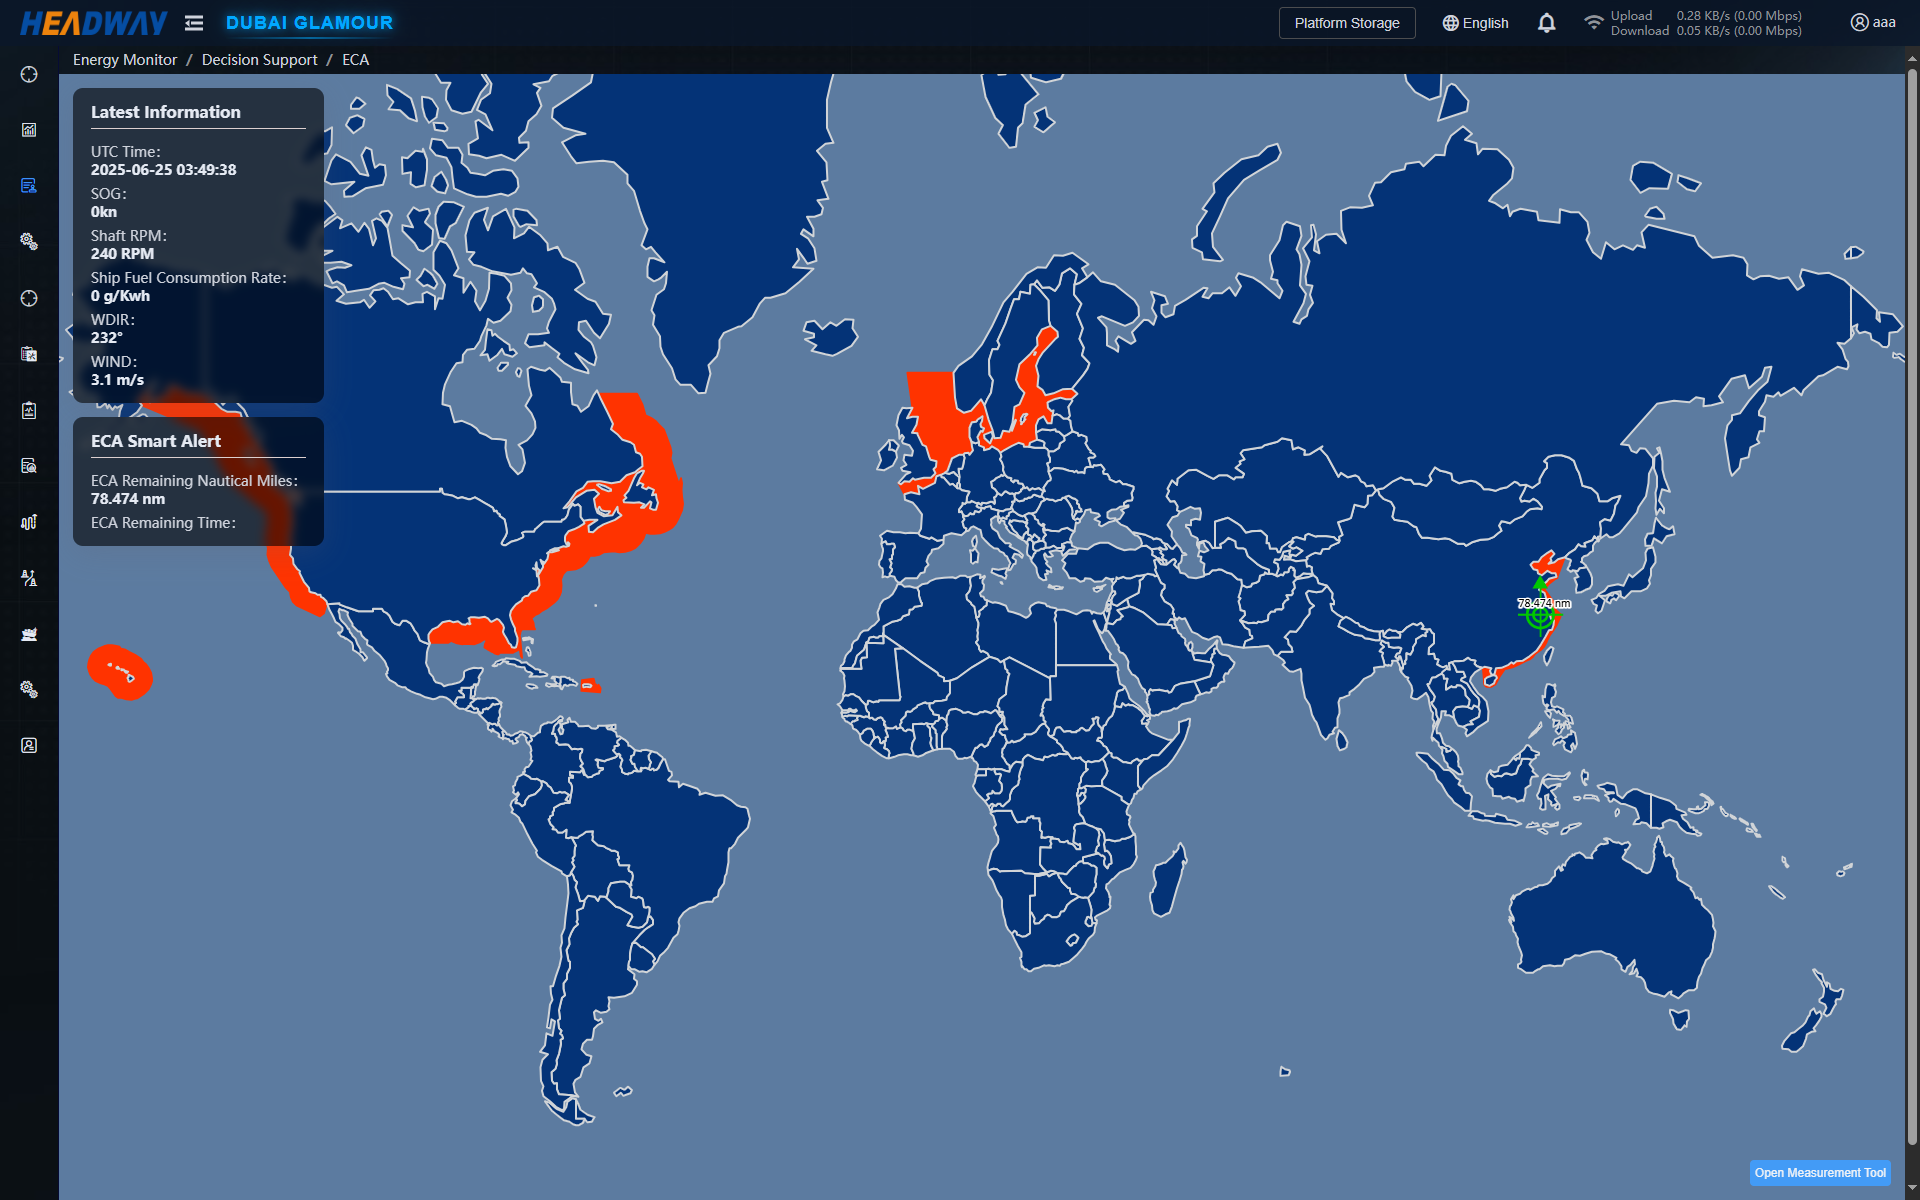 HEADWAY
DUBAI GLAMOUR
Platform Storage
English
Upload 0.28 KB/s (0.00 Mbps)
Download 0.05 KB/s (0.00 Mbps)
aaa
Energy Monitor / Decision Support / ECA
Latest Information
UTC Time:
2025-06-25 03:49:38
SOG:
0kn
Shaft RPM:
240 RPM
Ship Fuel Consumption Rate:
0 g/Kwh
WDIR:
232°
WIND:
3.1 m/s
ECA Smart Alert
ECA Remaining Nautical Miles:
78.474 nm
ECA Remaining Time:
78.474 nm
Open Measurement Tool